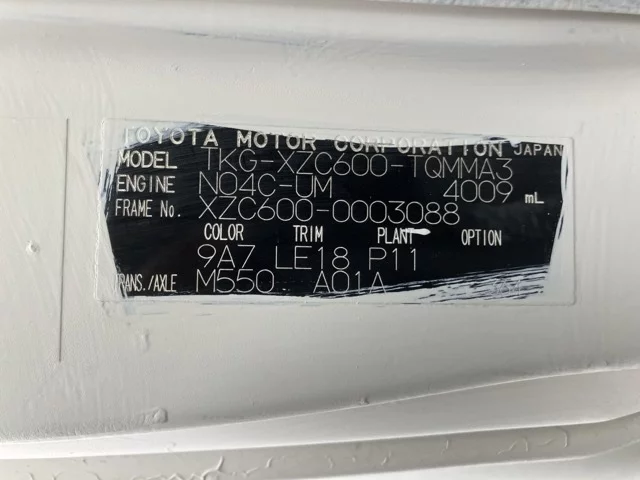 TOYOTA MOTOR CORPORATION JAPAN
MODEL TKG-XZC600-TQMMA3
ENGINE N04C-UM 4009 mL
FRAME No. XZC600-0003088
COLOR TRIM PLANT OPTION
9A7 LE18 P11
TRANS./AXLE M550 A01A